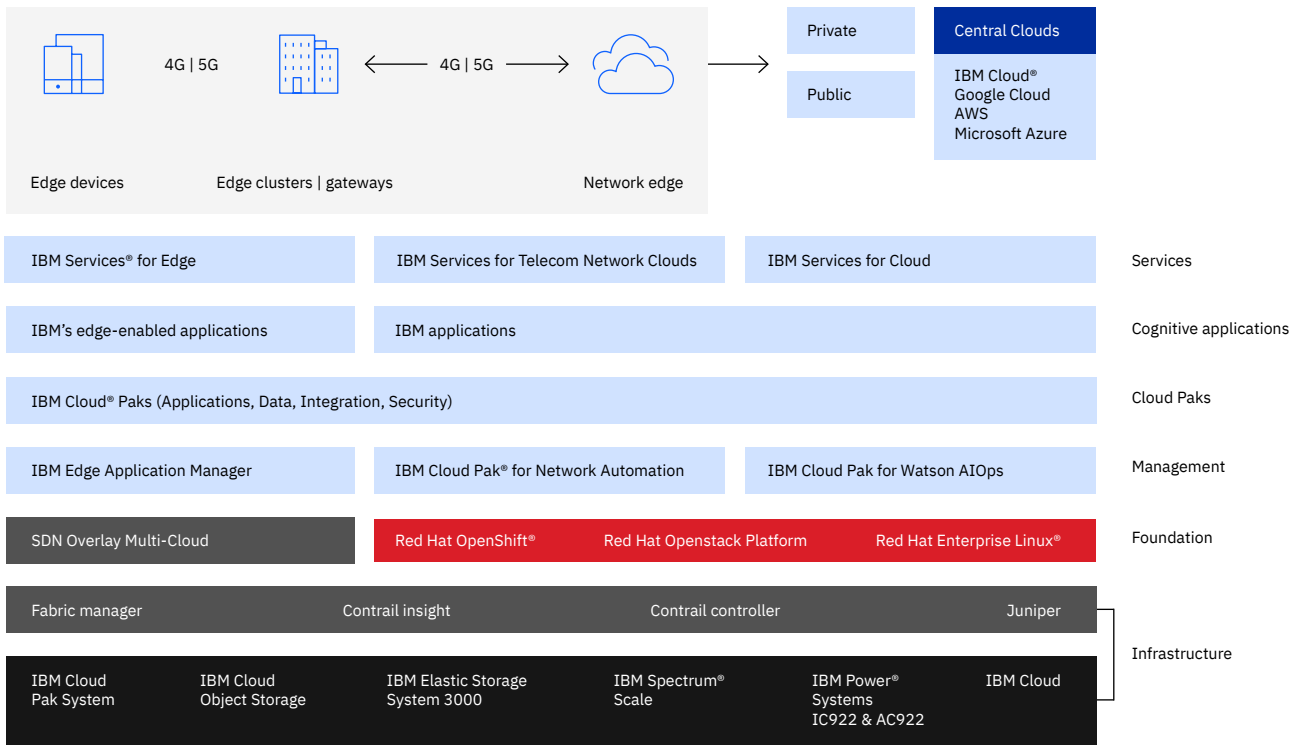 4G | 5G
4G | 5G
Private
Public
Central Clouds
IBM Cloud®
Google Cloud
AWS
Microsoft Azure
Edge devices
Edge clusters | gateways
Network edge
IBM Services® for Edge
IBM Services for Telecom Network Clouds
IBM Services for Cloud
Services
IBM’s edge-enabled applications
IBM applications
Cognitive applications
IBM Cloud® Paks (Applications, Data, Integration, Security)
Cloud Paks
IBM Edge Application Manager
IBM Cloud Pak® for Network Automation
IBM Cloud Pak for Watson AIOps
Management
SDN Overlay Multi-Cloud
Red Hat OpenShift®
Red Hat Openstack Platform
Red Hat Enterprise Linux®
Foundation
Fabric manager
Contrail insight
Contrail controller
Juniper
Infrastructure
IBM Cloud
Pak System
IBM Cloud
Object Storage
IBM Elastic Storage
System 3000
IBM Spectrum®
Scale
IBM Power®
Systems
IC922 & AC922
IBM Cloud